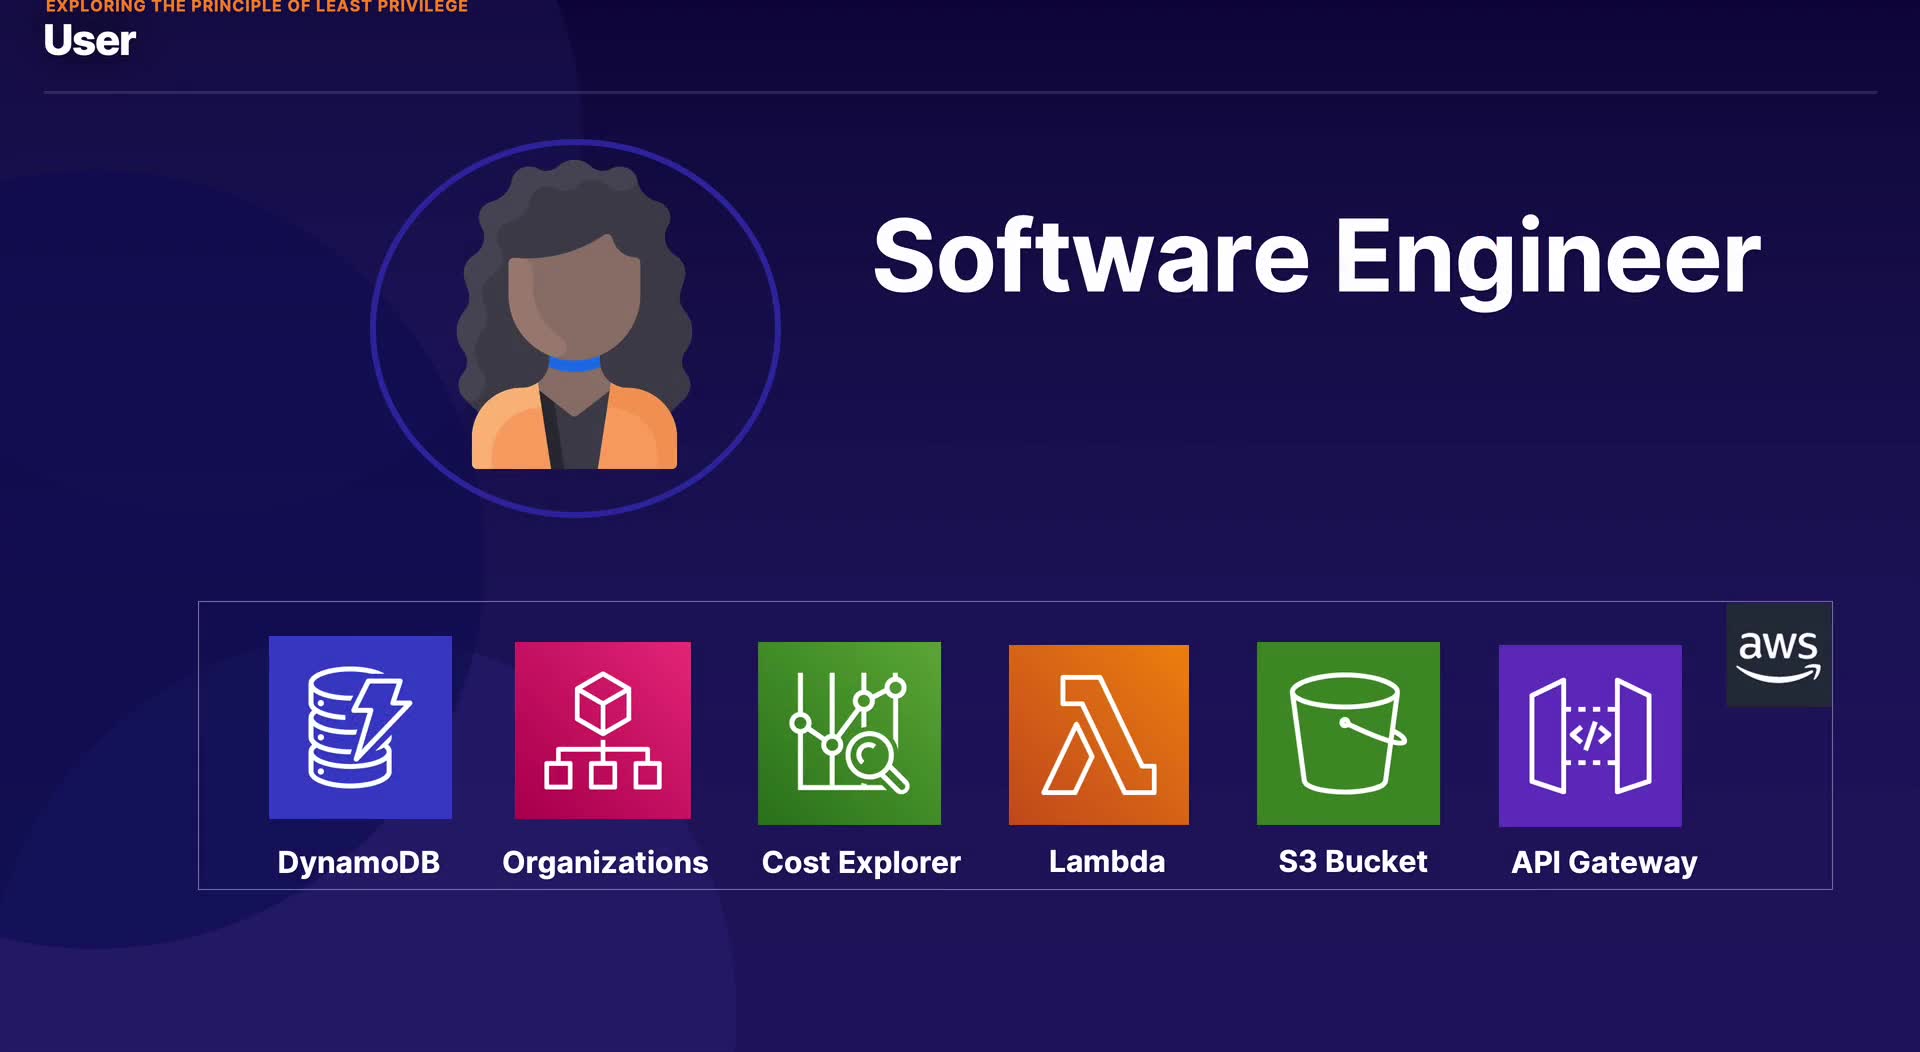 EXPLORING THE PRINCIPLE OF LEAST PRIVILEGE
User
Software Engineer
aws
DynamoDB
Organizations
Cost Explorer
Lambda
S3 Bucket
API Gateway